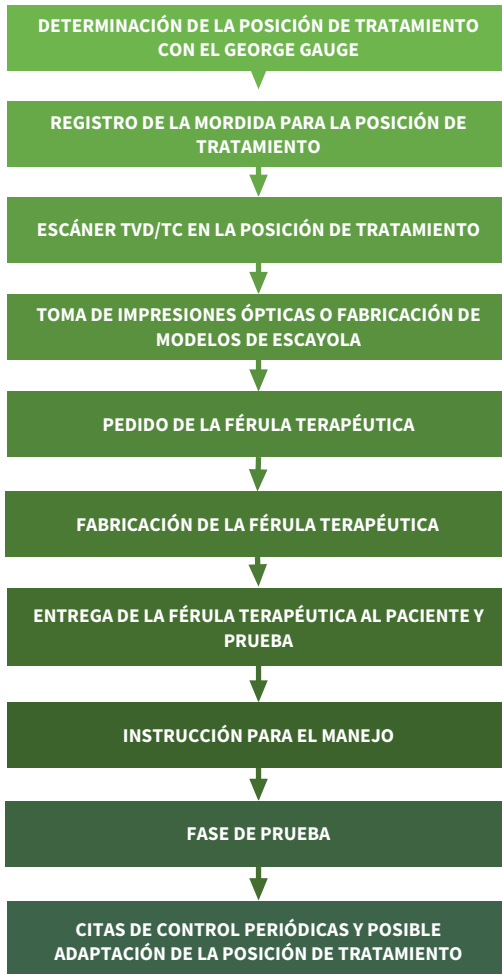 DETERMINACIÓN DE LA POSICIÓN DE TRATAMIENTO
CON EL GEORGE GAUGE
REGISTRO DE LA MORDIDA PARA LA POSICIÓN DE
TRATAMIENTO
ESCÁNER TVD/TC EN LA POSICIÓN DE TRATAMIENTO
TOMA DE IMPRESIONES ÓPTICAS O FABRICACIÓN DE
MODELOS DE ESCAYOLA
PEDIDO DE LA FÉRULA TERAPÉUTICA
FABRICACIÓN DE LA FÉRULA TERAPÉUTICA
ENTREGA DE LA FÉRULA TERAPÉUTICA AL PACIENTE Y
PRUEBA
INSTRUCCIÓN PARA EL MANEJO
FASE DE PRUEBA
CITAS DE CONTROL PERIÓDICAS Y POSIBLE
ADAPTACIÓN DE LA POSICIÓN DE TRATAMIENTO